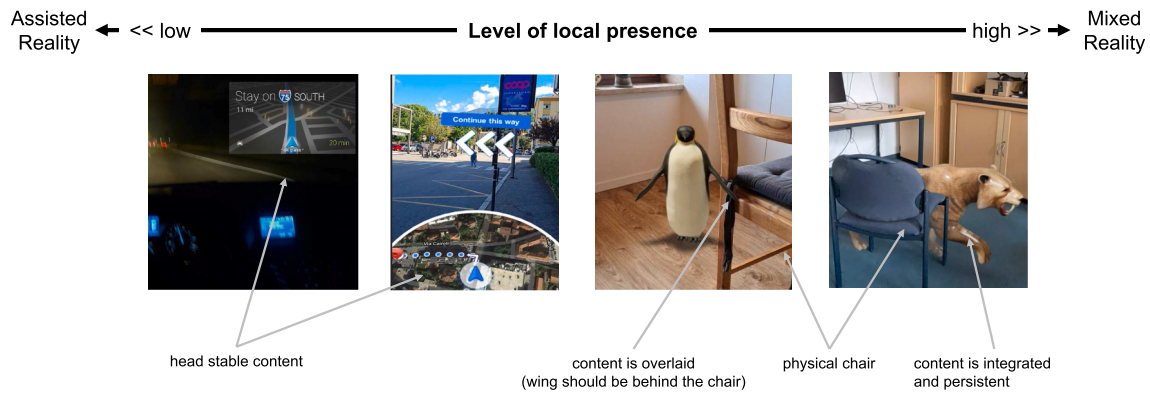 Assisted
Reality
<< low
Level of local presence
high >>
Mixed
Reality
Stay on 75 SOUTH
11 mi
20 min
coop
Continue this way
head stable content
content is overlaid
(wing should be behind the chair)
physical chair
content is integrated
and persistent